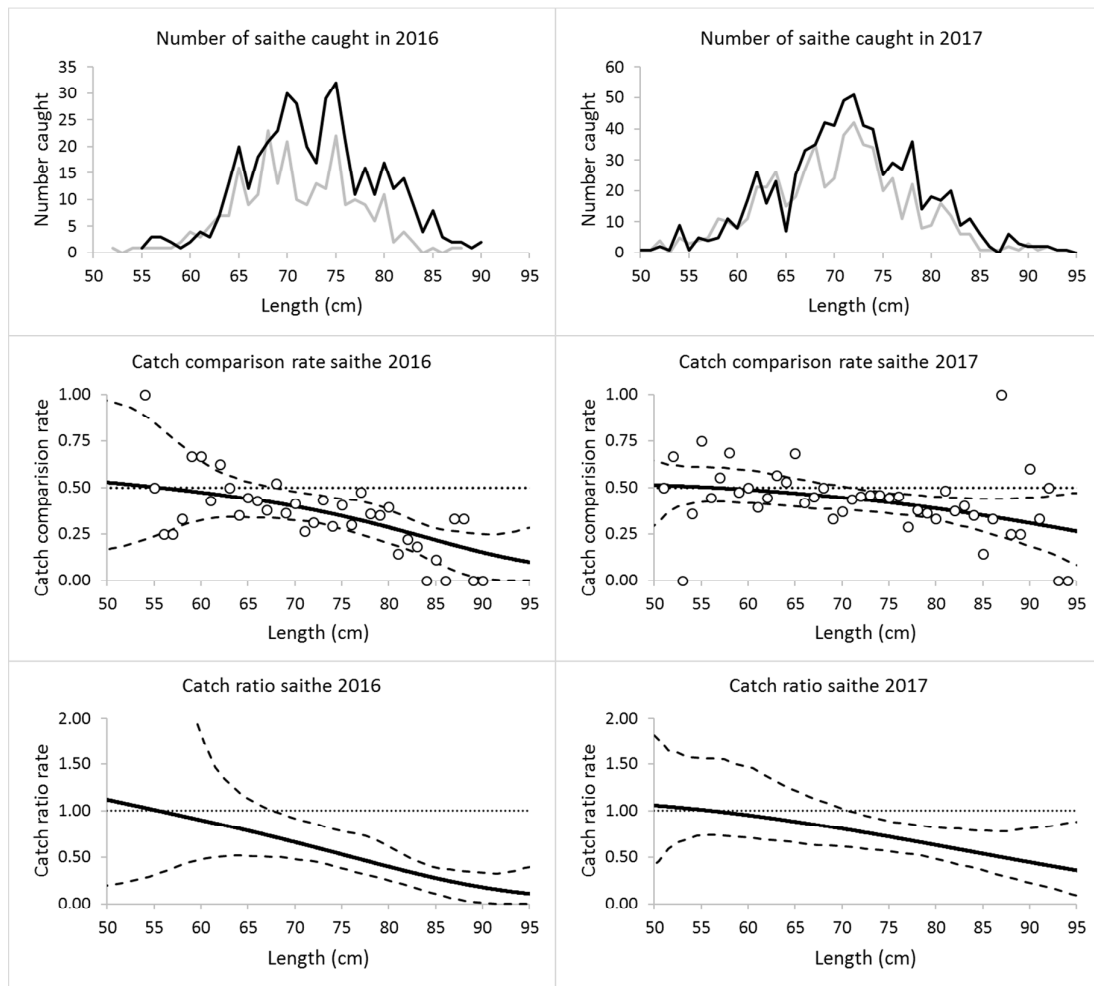 Number of saithe caught in 2016
Number caught
35
30
25
20
15
10
5
0
50 55 60 65 70 75 80 85 90 95
Length (cm)
Number of saithe caught in 2017
Number caught
60
50
40
30
20
10
0
50 55 60 65 70 75 80 85 90 95
Length (cm)
Catch comparison rate saithe 2016
Catch comparison rate
1.00
0.75
0.50
0.25
0.00
50 55 60 65 70 75 80 85 90 95
Length (cm)
Catch comparison rate saithe 2017
Catch comparision rate
1.00
0.75
0.50
0.25
0.00
50 55 60 65 70 75 80 85 90 95
Length (cm)
Catch ratio saithe 2016
Catch ratio rate
2.00
1.50
1.00
0.50
0.00
50 55 60 65 70 75 80 85 90 95
Length (cm)
Catch ratio saithe 2017
Catch ratio rate
2.00
1.50
1.00
0.50
0.00
50 55 60 65 70 75 80 85 90 95
Length (cm)